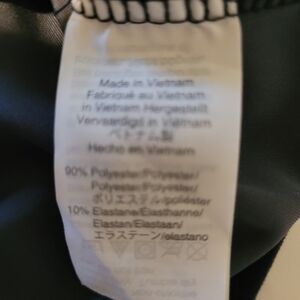 Made in Vietnam
Fabriqué au Vietnam
in Vietnam Hergestellt
Vervaardigd in Vietnam
ベトナム製
Hecho en Vietnam
90% Polyester/Polyester/
Polyester/Polyester/
ポリエステル/poliéster
10% Elastane/Elasthanne/
Elastan/Elastaan/
エラステーン/elastano